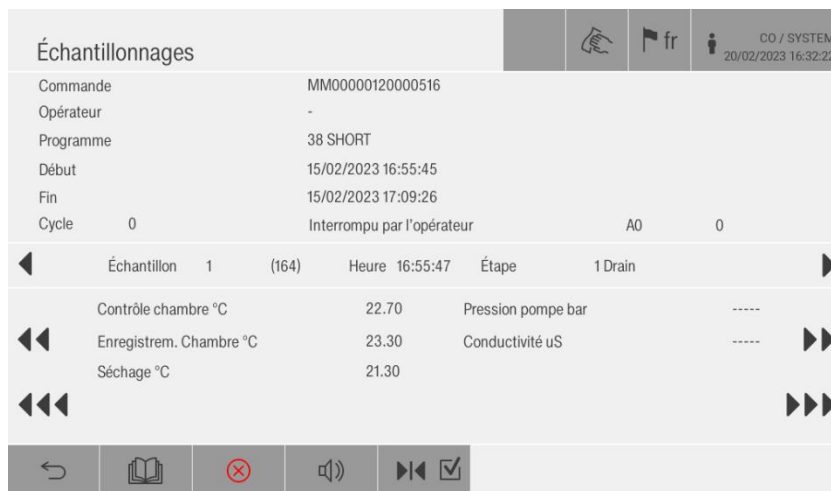 Échantillonnages
fr
CO / SYSTEM
20/02/2023 16:32:22
Commande MM00000120000516
Opérateur -
Programme 38 SHORT
Début 15/02/2023 16:55:45
Fin 15/02/2023 17:09:26
Cycle 0 Interrompu par l'opérateur A0 0
Échantillon 1 (164) Heure 16:55:47 Étape 1 Drain
Contrôle chambre °C 22.70 Pression pompe bar -----
Enregistrem. Chambre °C 23.30 Conductivité uS -----
Séchage °C 21.30